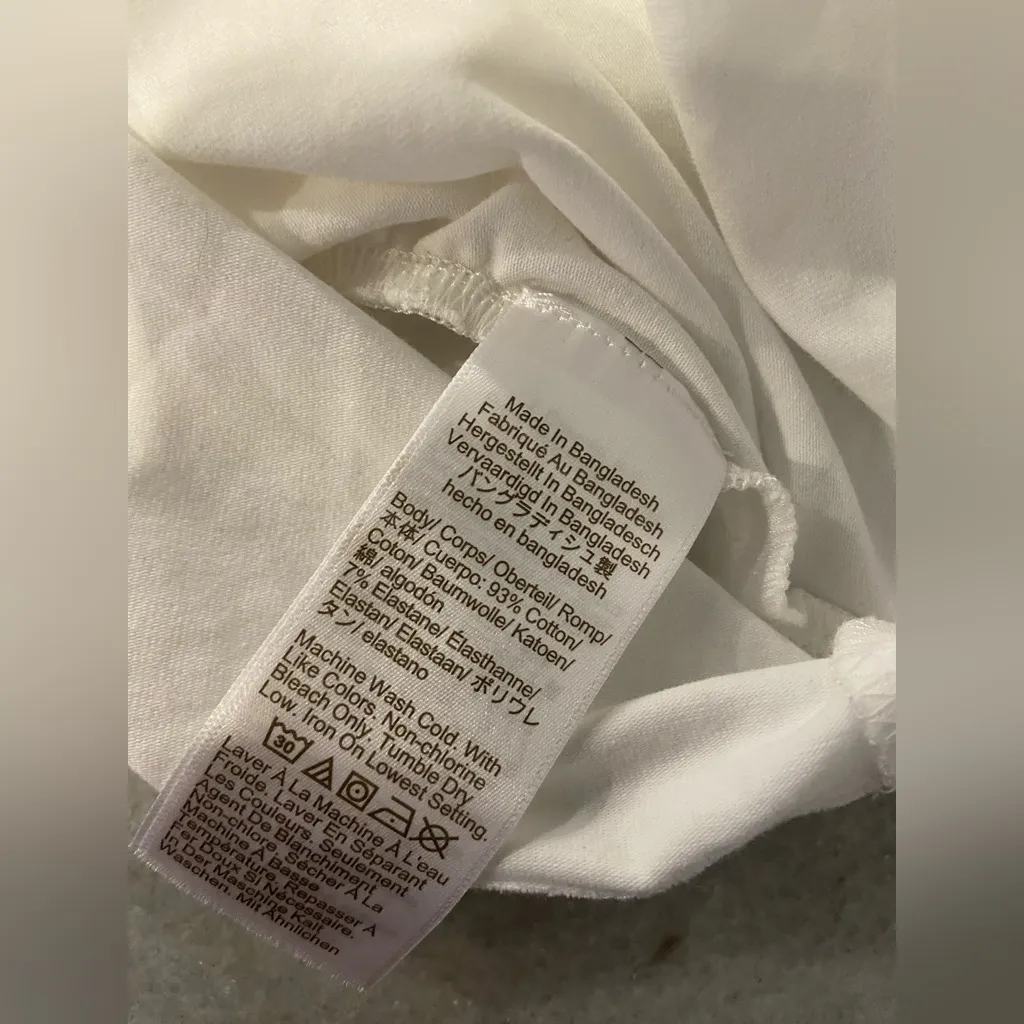 Made In Bangladesh
Fabriqué Au Bangladesh
Hergestellt In Bangladesh
Vervaardigd In Bangladesch
バングラディシュ製
hecho en bangladesh
Body/ Corps/ Oberteil/ Romp/
本体/ Cuerpo: 93% Cotton/
Coton/ Baumwolle/ Katoen/
綿/ algodón
7% Elastane/ Élasthanne/
Elastan/ Elastaan/ ポリウレ
タン/ elastano
Machine Wash Cold, With
Like Colors, Non-chlorine
Bleach Only, Tumble Dry
Low, Iron On Lowest Setting.
30
Laver À La Machine À L'eau
Froide, Laver En Séparant
Les Couleurs, Seulement
Agent De Blanchiment
Non-chlore, Sécher À La
Machine À Basse
Température, Repasser À
Un Doux Si Nécessaire.
Waschen Maschine Kalt
Waschen, Mit Ähnlichen